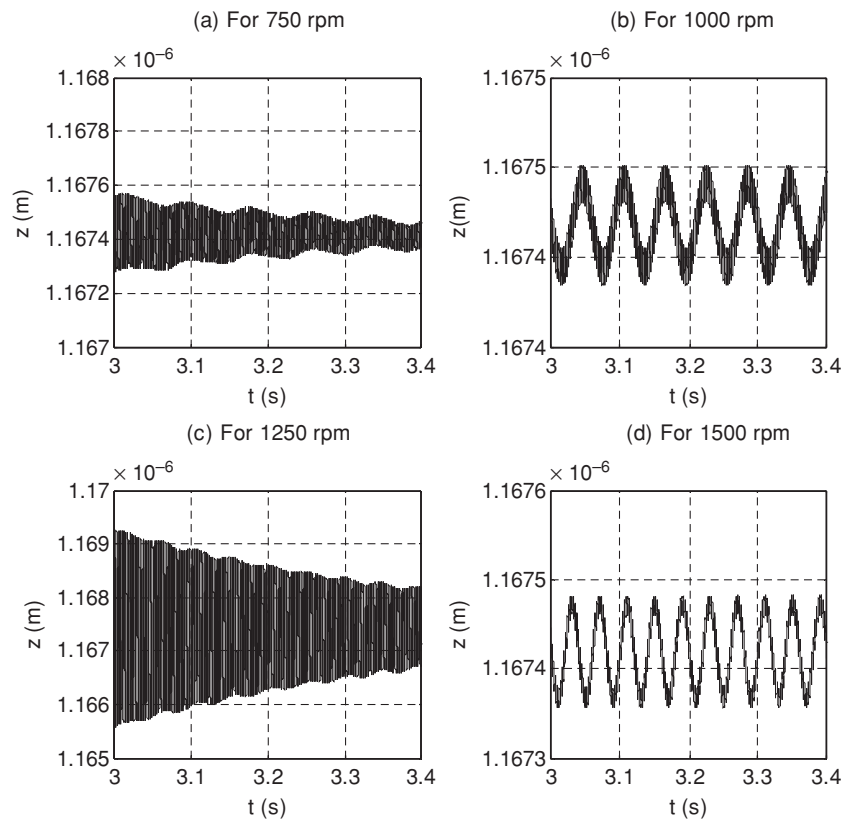 (a) For 750 rpm
× 10⁻⁶
1.168
1.1678
1.1676
1.1674
1.1672
1.167
z (m)
3 3.1 3.2 3.3 3.4
t (s)
(b) For 1000 rpm
× 10⁻⁶
1.1675
1.1675
1.1674
1.1674
z(m)
3 3.1 3.2 3.3 3.4
t (s)
(c) For 1250 rpm
× 10⁻⁶
1.17
1.169
1.168
1.167
1.166
1.165
z (m)
3 3.1 3.2 3.3 3.4
t (s)
(d) For 1500 rpm
× 10⁻⁶
1.1676
1.1675
1.1674
1.1673
z (m)
3 3.1 3.2 3.3 3.4
t (s)